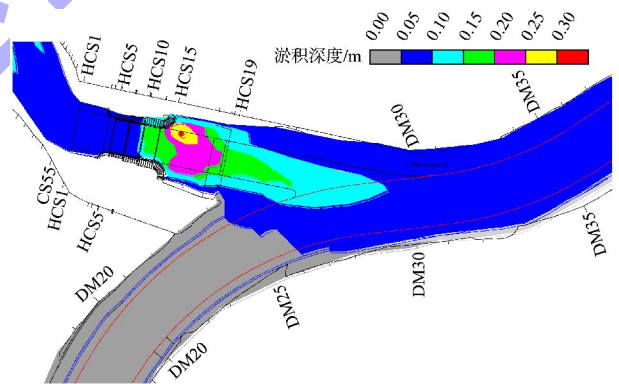 淤积深度/m
0.00 0.05 0.10 0.15 0.20 0.25 0.30
HCS1
HCS5
HCS10
HCS15
HCS19
DM30
DM35
CS55
HCS1
HCS5
DM20
DM20
DM25
DM30
DM35